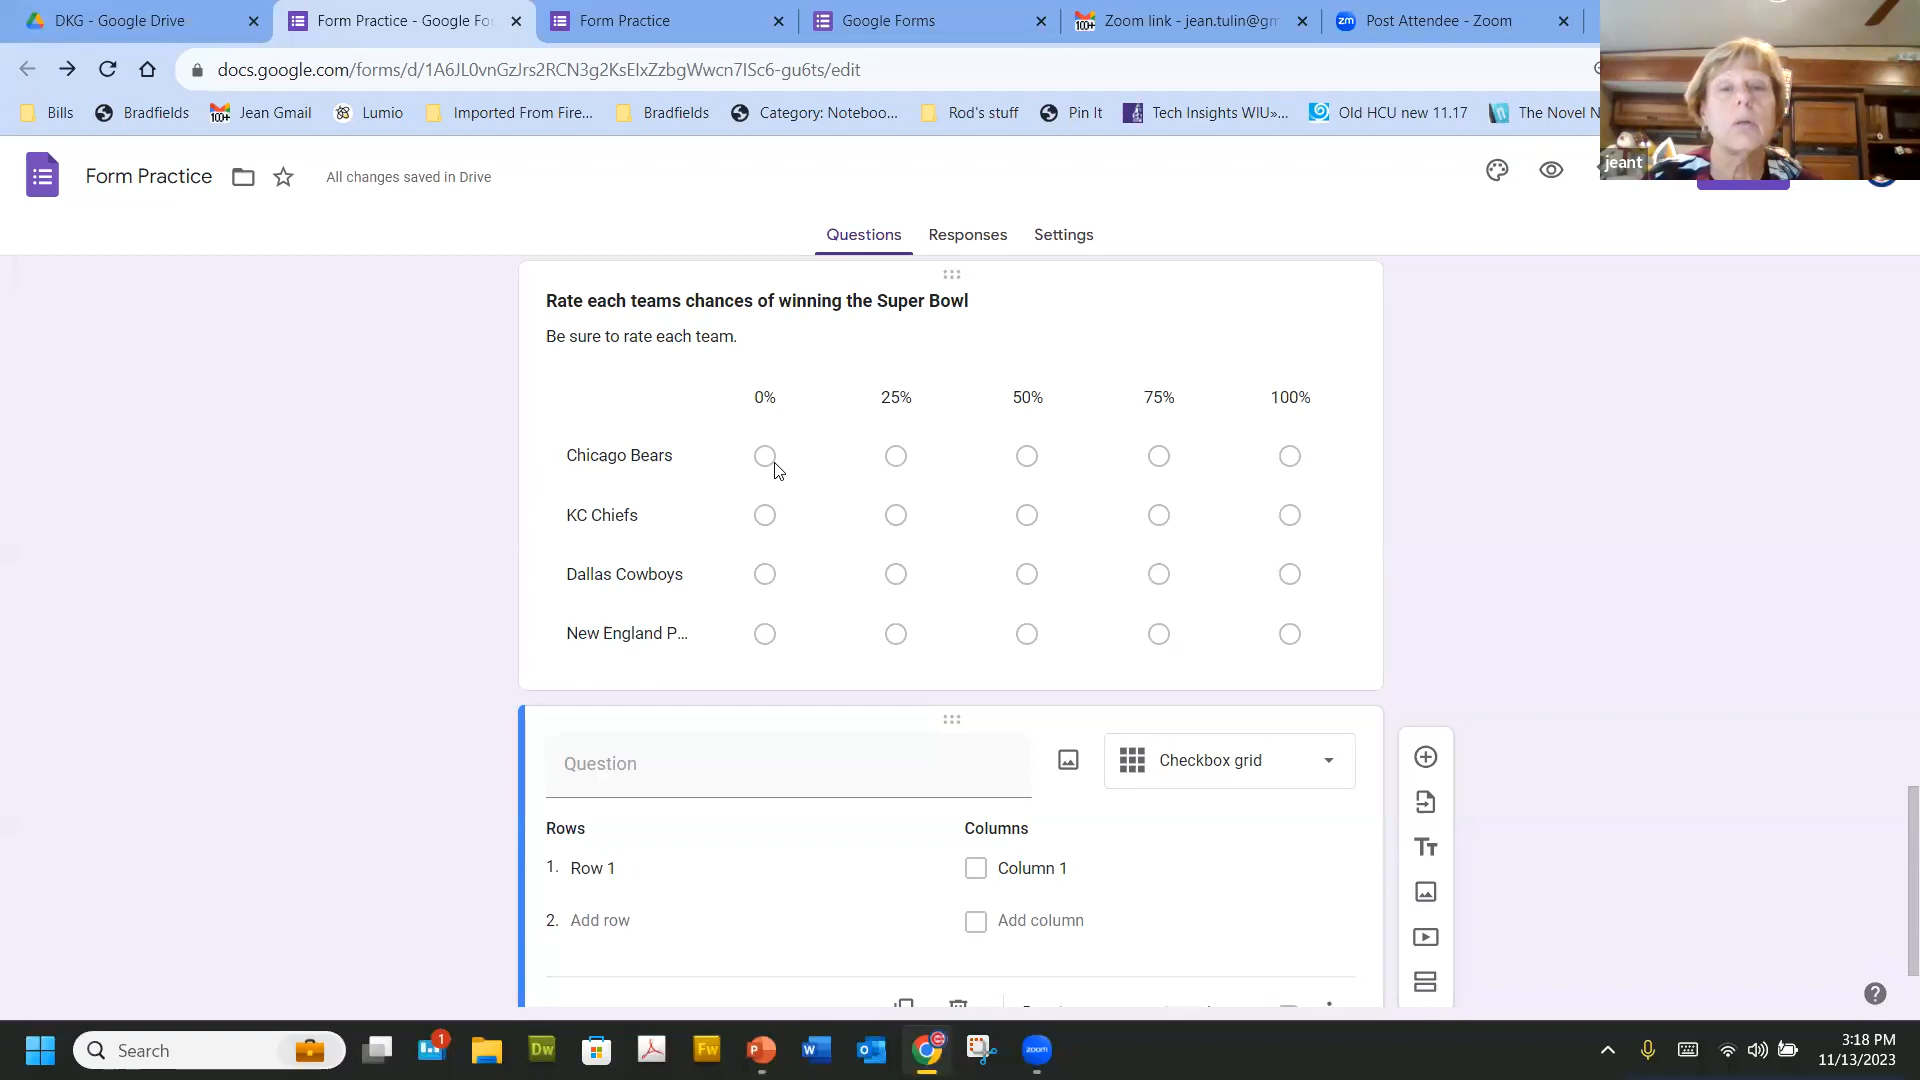 DKG - Google Drive
Form Practice - Google Fo
Form Practice
Google Forms
Zoom link - jean.tulin@gm
Post Attendee - Zoom
docs.google.com/forms/d/1A6JL0vnGzJrs2RCN3g2KsEIxZzbgWwcn7ISc6-gu6ts/edit
Bills
Bradfields
Jean Gmail
Lumio
Imported From Fire...
Bradfields
Category: Noteboo...
Rod's stuff
Pin It
Tech Insights WIU»...
Old HCU new 11.17
The Novel N
jeant
Form Practice
All changes saved in Drive
Questions
Responses
Settings
Rate each teams chances of winning the Super Bowl
Be sure to rate each team.
0% 25% 50% 75% 100%
Chicago Bears
KC Chiefs
Dallas Cowboys
New England P...
Question
Checkbox grid
Rows
Columns
1. Row 1
Column 1
2. Add row
Add column
Search
3:18 PM
11/13/2023